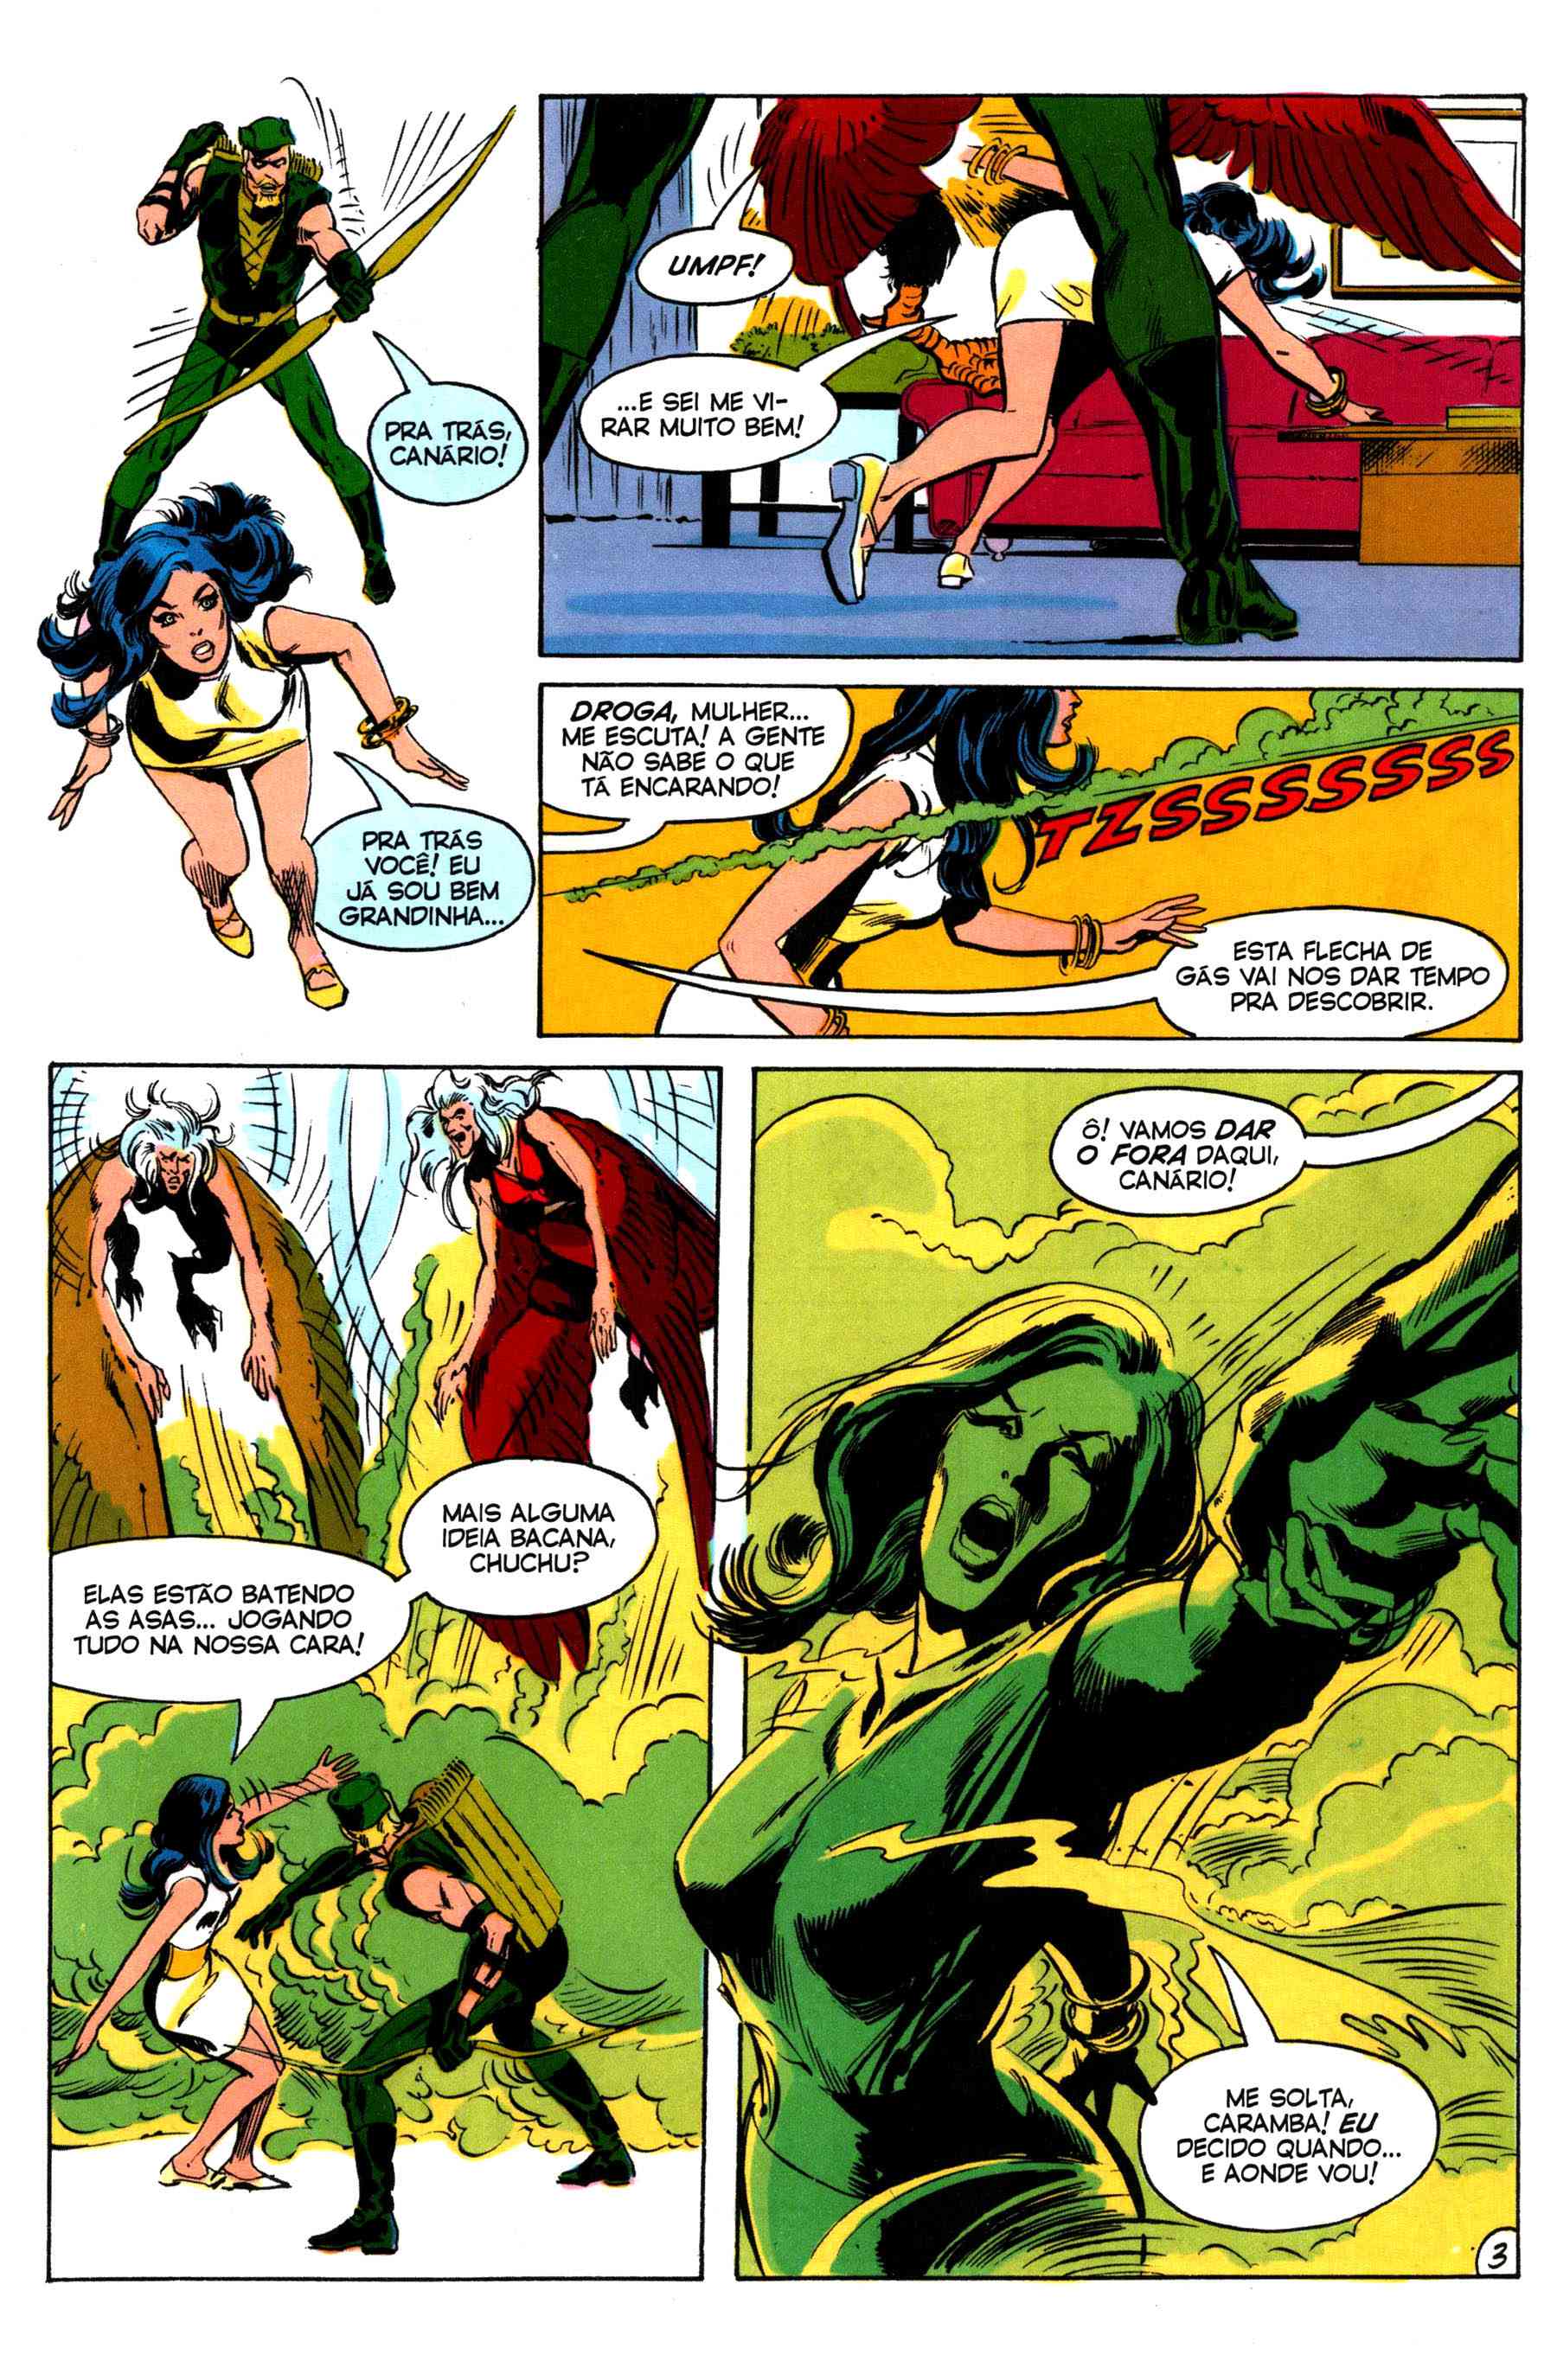 PRA TRÁS,
CANÁRIO!
PRA TRÁS
VOCÊ! EU
JÁ SOU BEM
GRANDINHA...
UMPF!
...E SEI ME VI-
RAR MUITO BEM!
DROGA, MULHER...
ME ESCUTA! A GENTE
NÃO SABE O QUE
TÁ ENCARANDO!
TZSSSSSSSS
ESTA FLECHA DE
GÁS VAI NOS DAR TEMPO
PRA DESCOBRIR.
ELAS ESTÃO BATENDO
AS ASAS... JOGANDO
TUDO NA NOSSA CARA!
MAIS ALGUMA
IDEIA BACANA,
CHUCHU?
Ô! VAMOS DAR
O FORA DAQUI,
CANÁRIO!
ME SOLTA,
CARAMBA! EU
DECIDO QUANDO...
E AONDE VOU!
3